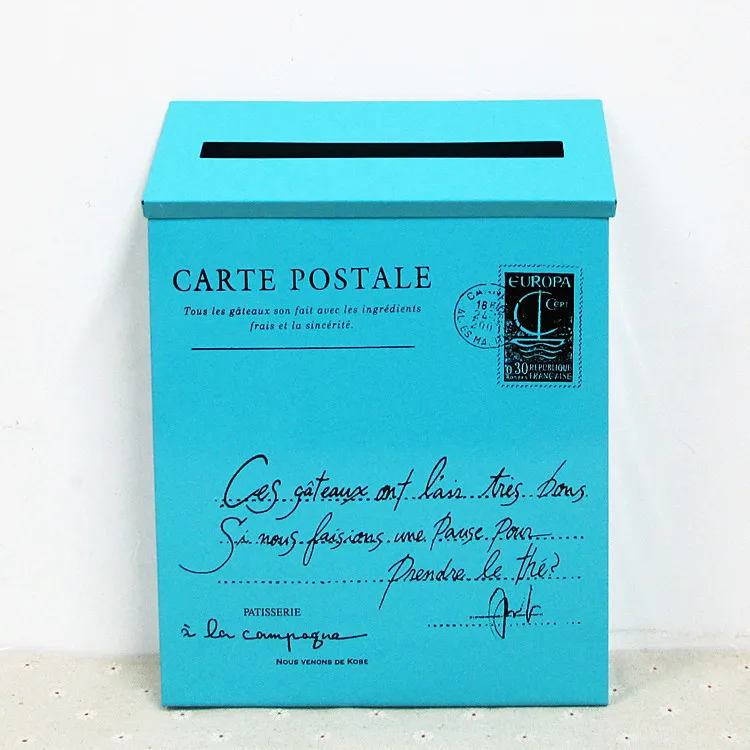 CARTE POSTALE
Tous les gâteaux son fait avec les ingrédients
frais et la sincérité.
EUROPA
CEPT
0.30 REPUBLIQUE
FRANÇAISE
Ces gâteaux ont l'air très bons
Si nous faisions une Pause Pour
Prendre le thé?
PATISSERIE
à la campagne
NOUS VENONS DE KOBE